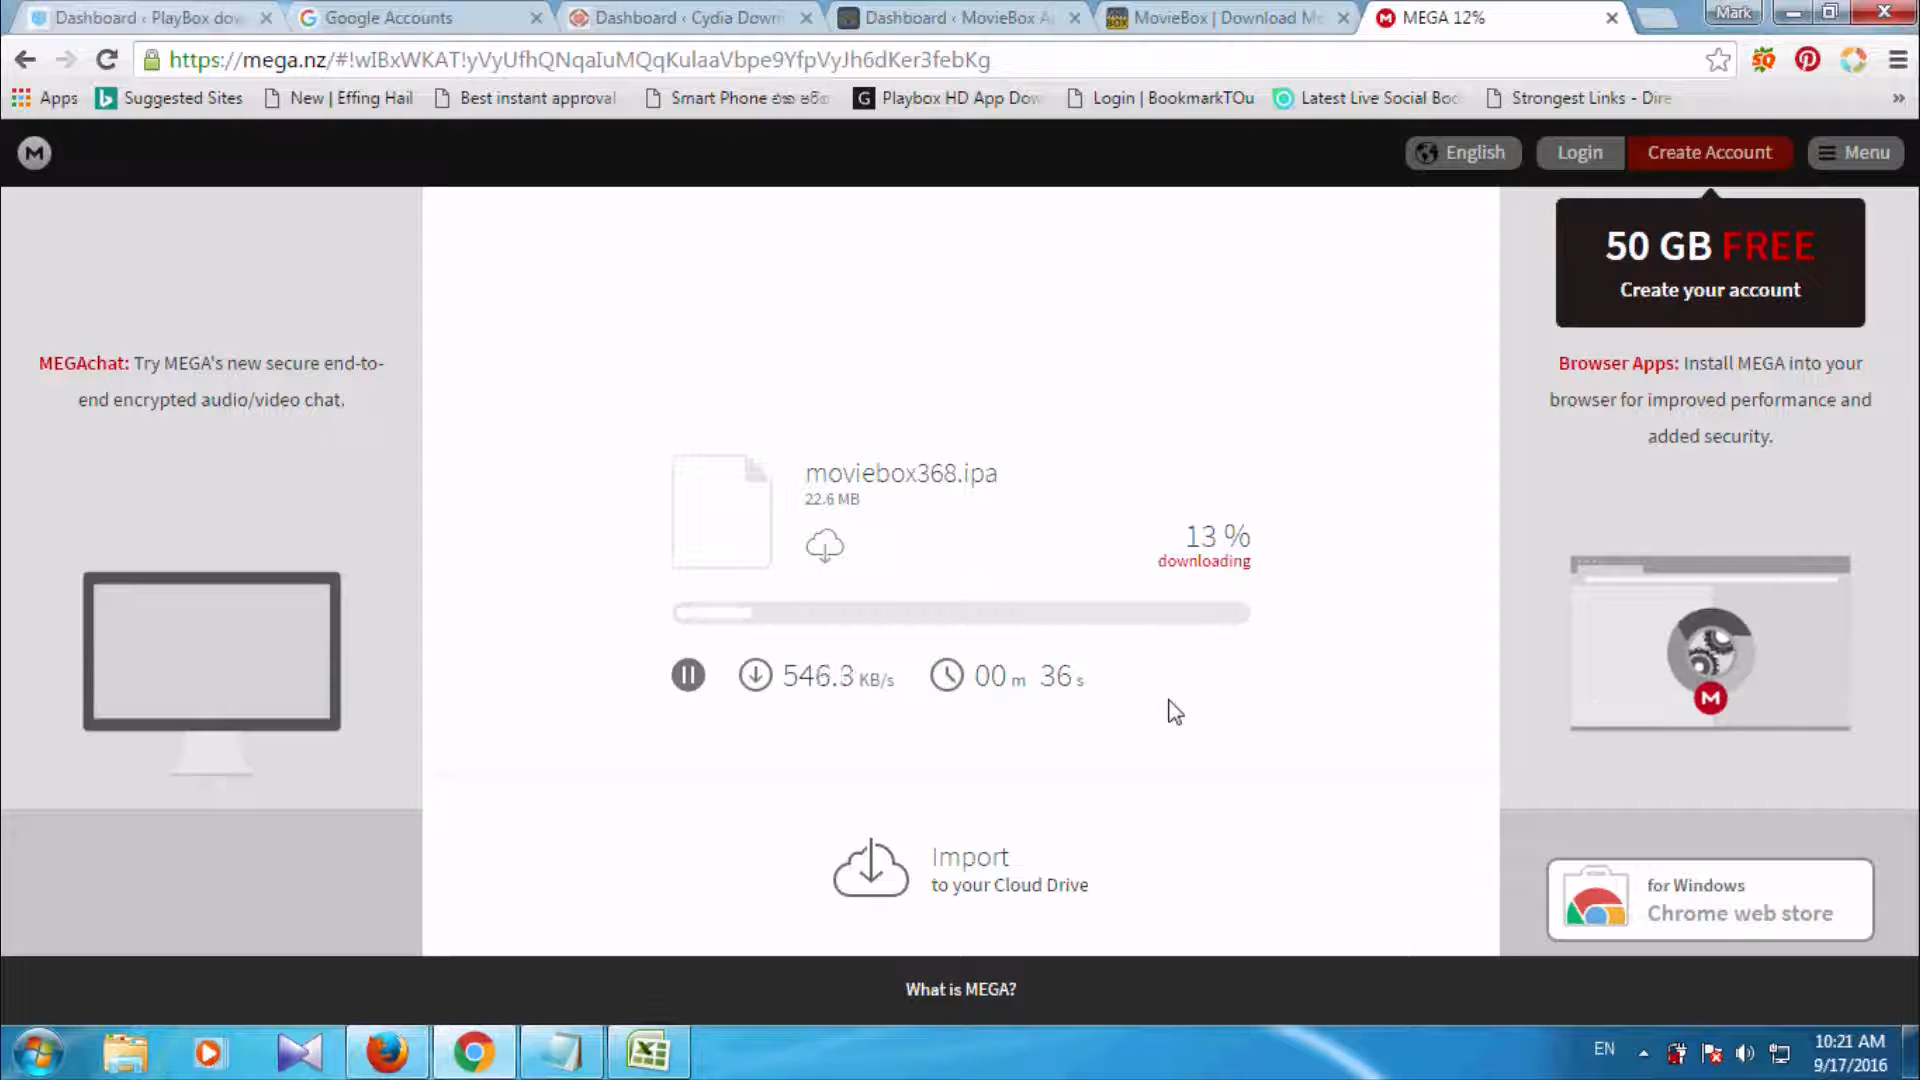 Dashboard ‹ PlayBox dov
Google Accounts
Dashboard ‹ Cydia Down
Dashboard ‹ MovieBox A
MovieBox | Download M
MEGA 12%
Mark
https://mega.nz/#!wIBxWKAT!yVyUfhQNqaIuMQqKulaaVbpe9YfpVyJh6dKer3febKg
Apps
Suggested Sites
New | Effing Hail
Best instant approval
Smart Phone
Playbox HD App Dow
Login | BookmarkTOu
Latest Live Social Boo
Strongest Links - Dire
»
English
Login
Create Account
Menu
50 GB FREE
Create your account
MEGAchat: Try MEGA's new secure end-to-
end encrypted audio/video chat.
Browser Apps: Install MEGA into your
browser for improved performance and
added security.
moviebox368.ipa
22.6 MB
13 %
downloading
546.3 KB/s
00 m 36 s
Import
to your Cloud Drive
for Windows
Chrome web store
What is MEGA?
EN
10:21 AM
9/17/2016